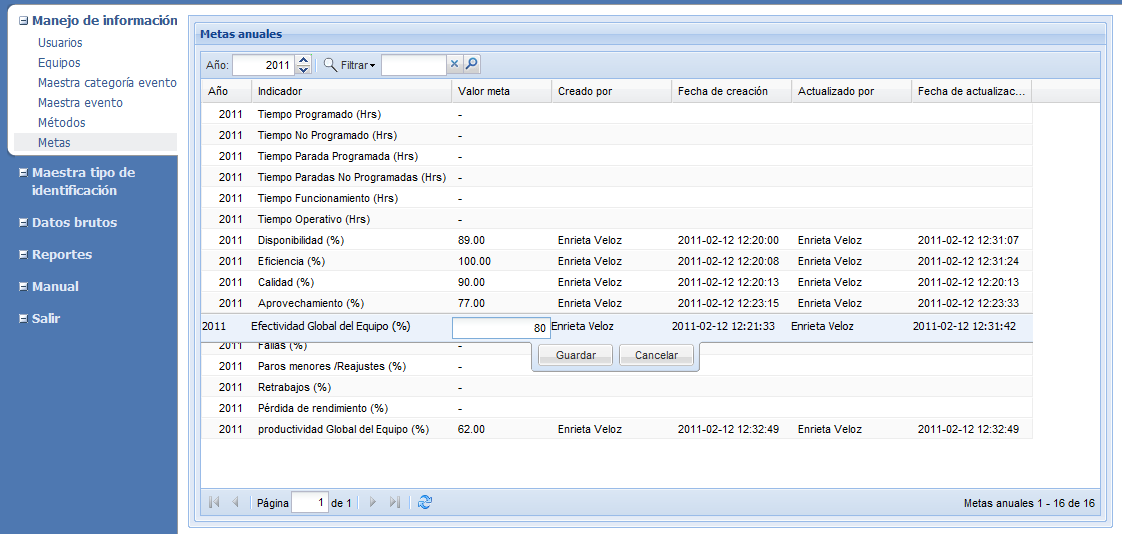 Manejo de información
Usuarios
Equipos
Maestra categoría evento
Maestra evento
Métodos
Metas
Maestra tipo de
identificación
Datos brutos
Reportes
Manual
Salir
Metas anuales
Año: 2011 Filtrar
Año Indicador Valor meta Creado por Fecha de creación Actualizado por Fecha de actualizac...
2011 Tiempo Programado (Hrs) -
2011 Tiempo No Programado (Hrs) -
2011 Tiempo Parada Programada (Hrs) -
2011 Tiempo Paradas No Programadas (Hrs) -
2011 Tiempo Funcionamiento (Hrs) -
2011 Tiempo Operativo (Hrs) -
2011 Disponibilidad (%) 89.00 Enrieta Veloz 2011-02-12 12:20:00 Enrieta Veloz 2011-02-12 12:31:07
2011 Eficiencia (%) 100.00 Enrieta Veloz 2011-02-12 12:20:08 Enrieta Veloz 2011-02-12 12:31:24
2011 Calidad (%) 90.00 Enrieta Veloz 2011-02-12 12:20:13 Enrieta Veloz 2011-02-12 12:20:13
2011 Aprovechamiento (%) 77.00 Enrieta Veloz 2011-02-12 12:23:15 Enrieta Veloz 2011-02-12 12:23:33
2011 Efectividad Global del Equipo (%) 80 Enrieta Veloz 2011-02-12 12:21:33 Enrieta Veloz 2011-02-12 12:31:42
2011 Fallas (%) -
Guardar Cancelar
2011 Paros menores /Reajustes (%) -
2011 Retrabajos (%) -
2011 Pérdida de rendimiento (%) -
2011 productividad Global del Equipo (%) 62.00 Enrieta Veloz 2011-02-12 12:32:49 Enrieta Veloz 2011-02-12 12:32:49
Página 1 de 1 Metas anuales 1 - 16 de 16